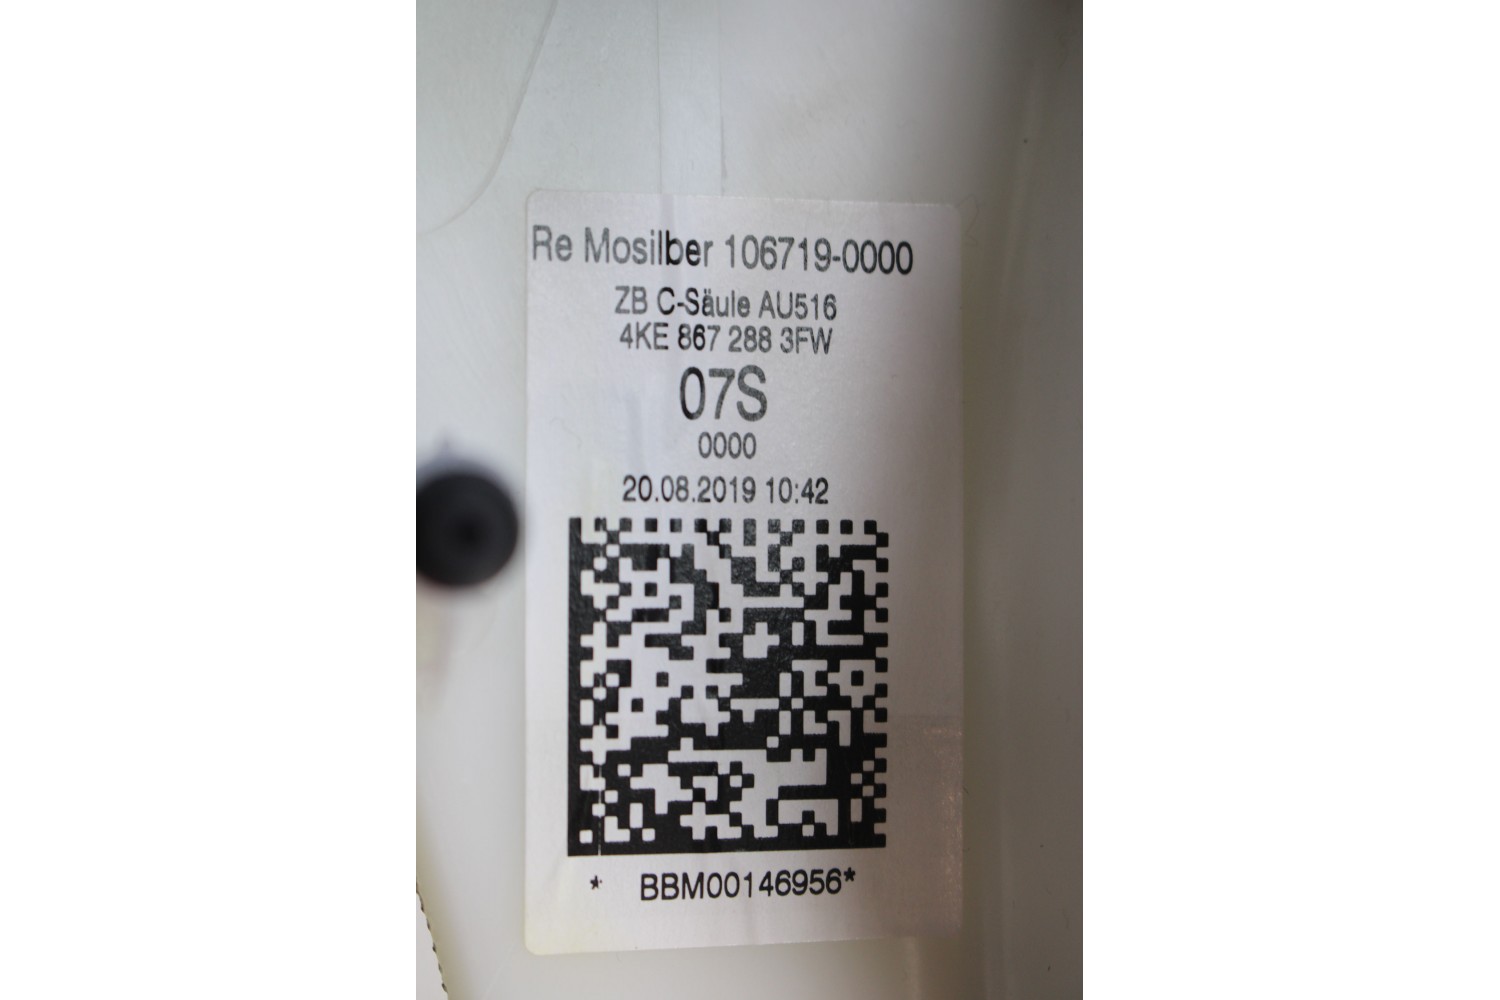 Re Mosilber 106719-0000
ZB C-Säule AU516
4KE 867 288 3FW
07S
0000
20.08.2019 10:42
* BBM00146956*